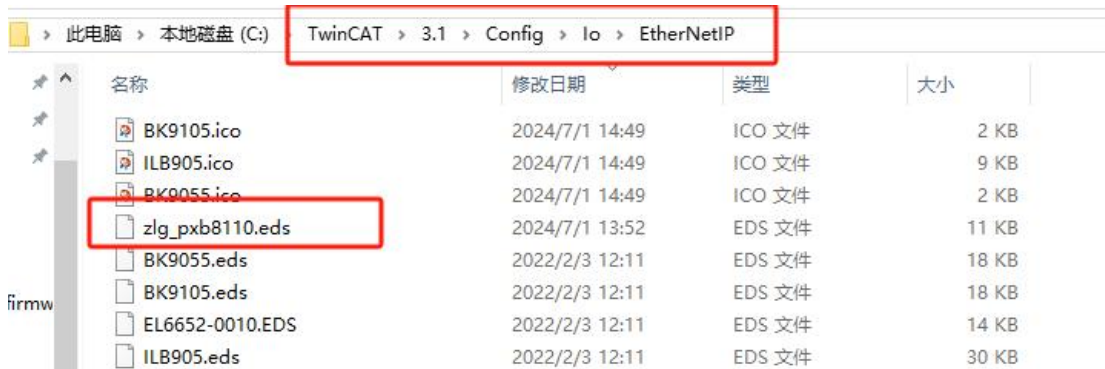 此电脑 › 本地磁盘 (C:) › TwinCAT › 3.1 › Config › Io › EtherNetIP
名称 修改日期 类型 大小
BK9105.ico 2024/7/1 14:49 ICO 文件 2 KB
ILB905.ico 2024/7/1 14:49 ICO 文件 9 KB
BK9055.ico 2024/7/1 14:49 ICO 文件 2 KB
zlg_pxb8110.eds 2024/7/1 13:52 EDS 文件 11 KB
BK9055.eds 2022/2/3 12:11 EDS 文件 18 KB
firmw BK9105.eds 2022/2/3 12:11 EDS 文件 18 KB
EL6652-0010.EDS 2022/2/3 12:11 EDS 文件 14 KB
ILB905.eds 2022/2/3 12:11 EDS 文件 30 KB